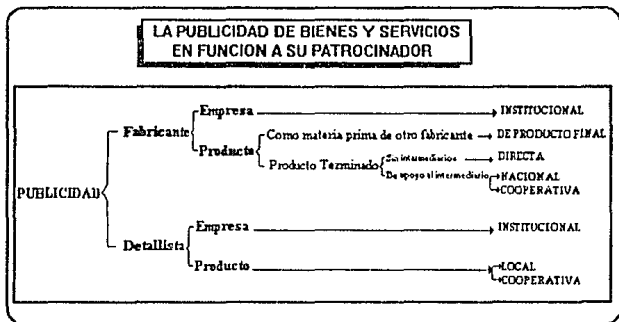 LA PUBLICIDAD DE BIENES Y SERVICIOS
EN FUNCION A SU PATROCINADOR
Empresa INSTITUCIONAL
Fabricante
Como materia prima de otro fabricante DE PRODUCTO FINAL
Producto
Sin intermediarios DIRECTA
Producto Terminado
De apoyo al intermediario NACIONAL
COOPERATIVA
PUBLICIDAD
Empresa INSTITUCIONAL
Detallista
Producto LOCAL
COOPERATIVA